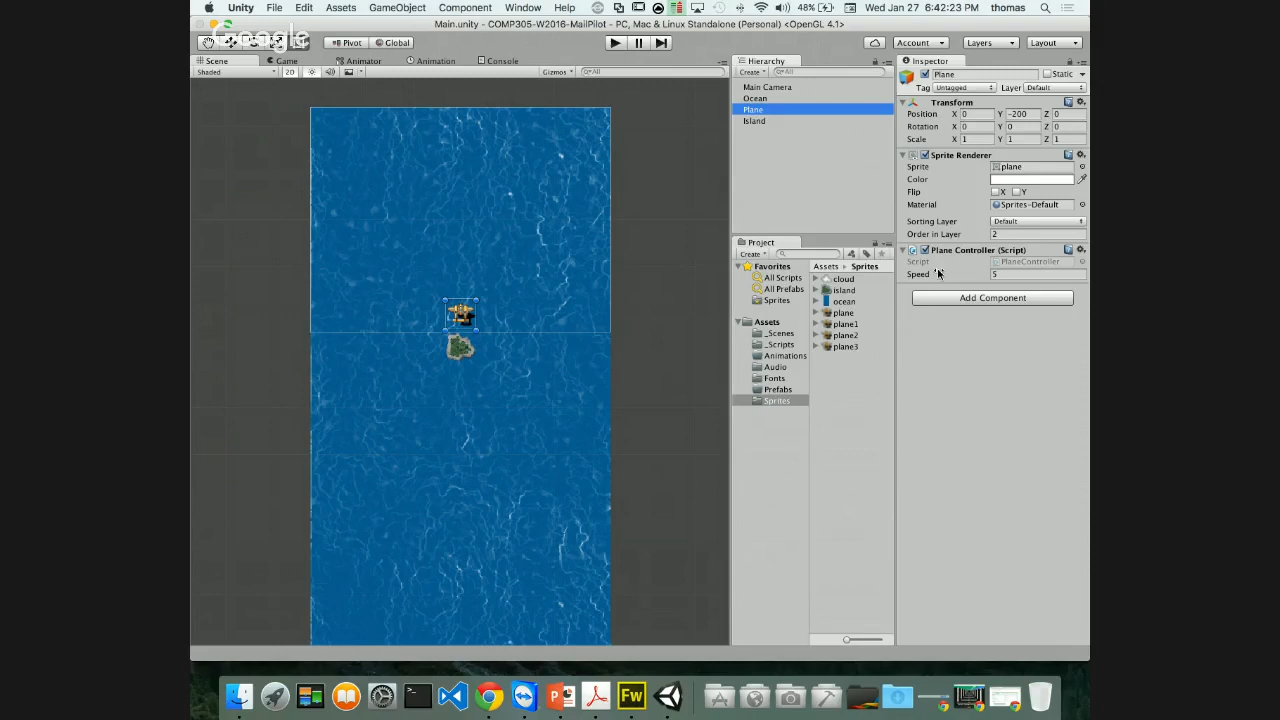 Unity File Edit Assets GameObject Component Window Help 48% Wed Jan 27 6:42:23 PM thomas
Main.unity - COMP305-W2016-MailPilot - PC, Mac & Linux Standalone (Personal) <OpenGL 4.1>
Google
Pivot Global Account Layers Layout
Scene Game Animator Animation Console
Shaded 2D Gizmos All
Hierarchy
Create All
Main Camera
Ocean
Plane
Island
Project
Create
Favorites
All Scripts
All Prefabs
Sprites
Assets
_Scenes
_Scripts
Animations
Audio
Fonts
Prefabs
Sprites
Assets Sprites
cloud
island
ocean
plane
plane1
plane2
plane3
Inspector
Plane Static
Tag Untagged Layer Default
Transform
Position X 0 Y -200 Z 0
Rotation X 0 Y 0 Z 0
Scale X 1 Y 1 Z 1
Sprite Renderer
Sprite plane
Color
Flip X Y
Material Sprites-Default
Sorting Layer Default
Order in Layer 2
Plane Controller (Script)
Script PlaneController
Speed 5
Add Component
Fw